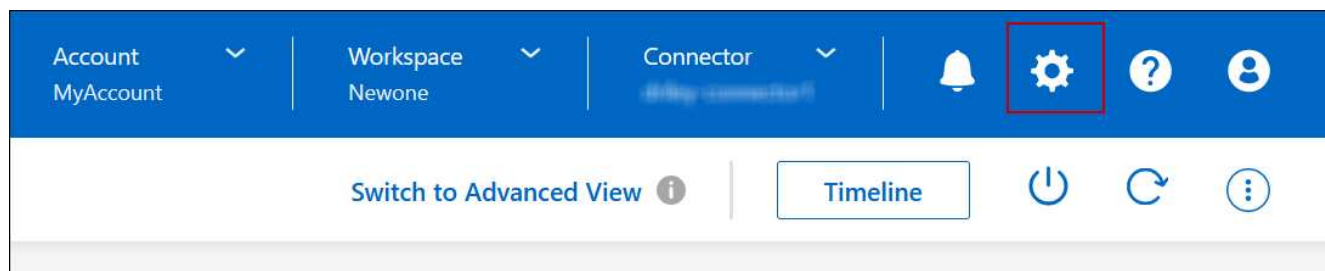 Account
MyAccount
Workspace
Newone
Connector
Switch to Advanced View
Timeline